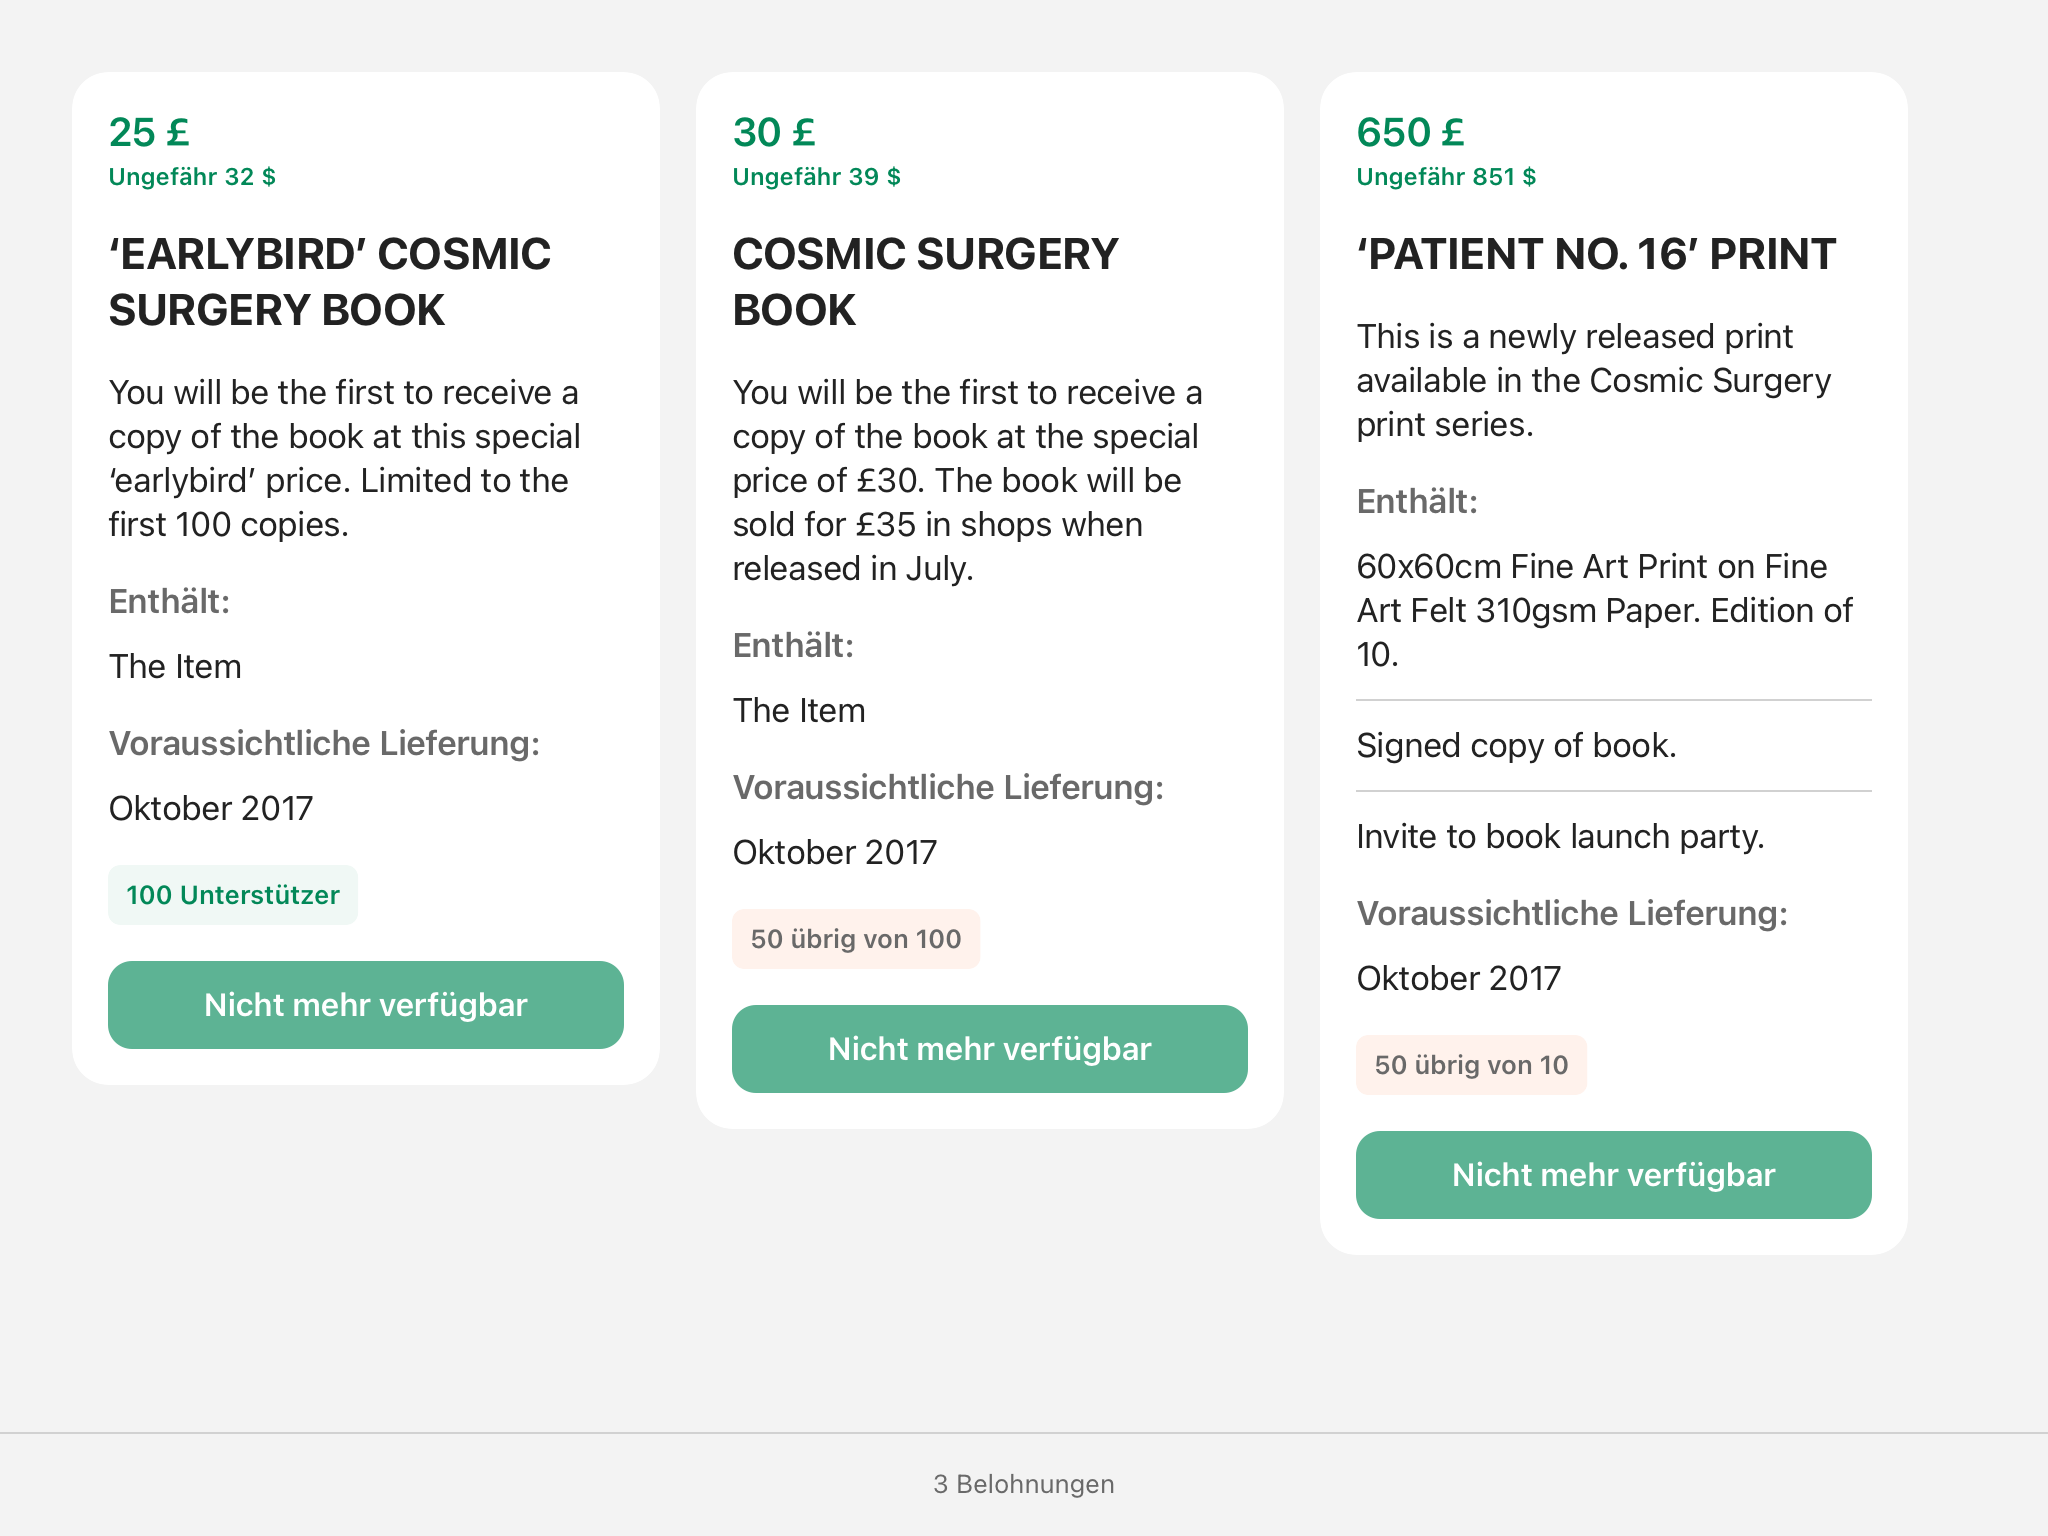 25 £
Ungefähr 32 $
‘EARLYBIRD’ COSMIC
SURGERY BOOK
You will be the first to receive a
copy of the book at this special
‘earlybird’ price. Limited to the
first 100 copies.
Enthält:
The Item
Voraussichtliche Lieferung:
Oktober 2017
100 Unterstützer
Nicht mehr verfügbar
30 £
Ungefähr 39 $
COSMIC SURGERY
BOOK
You will be the first to receive a
copy of the book at the special
price of £30. The book will be
sold for £35 in shops when
released in July.
Enthält:
The Item
Voraussichtliche Lieferung:
Oktober 2017
50 übrig von 100
Nicht mehr verfügbar
650 £
Ungefähr 851 $
‘PATIENT NO. 16’ PRINT
This is a newly released print
available in the Cosmic Surgery
print series.
Enthält:
60x60cm Fine Art Print on Fine
Art Felt 310gsm Paper. Edition of
10.
Signed copy of book.
Invite to book launch party.
Voraussichtliche Lieferung:
Oktober 2017
50 übrig von 10
Nicht mehr verfügbar
3 Belohnungen